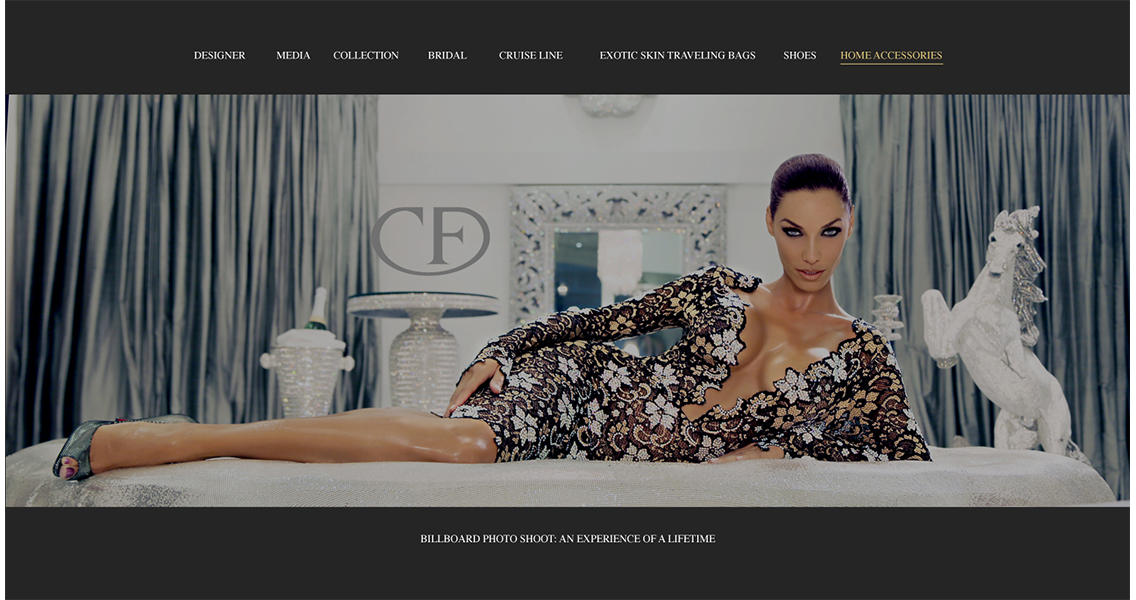 DESIGNER MEDIA COLLECTION BRIDAL CRUISE LINE EXOTIC SKIN TRAVELING BAGS SHOES HOME ACCESSORIES
CF
BILLBOARD PHOTO SHOOT: AN EXPERIENCE OF A LIFETIME